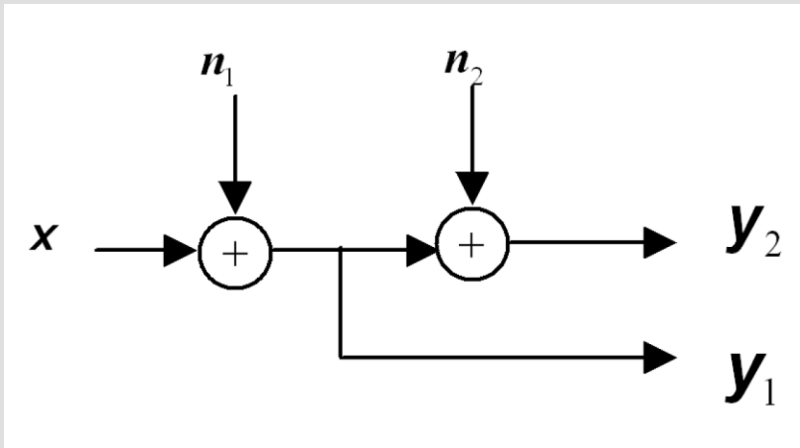 n₁ n₂
x + + y₂
y₁